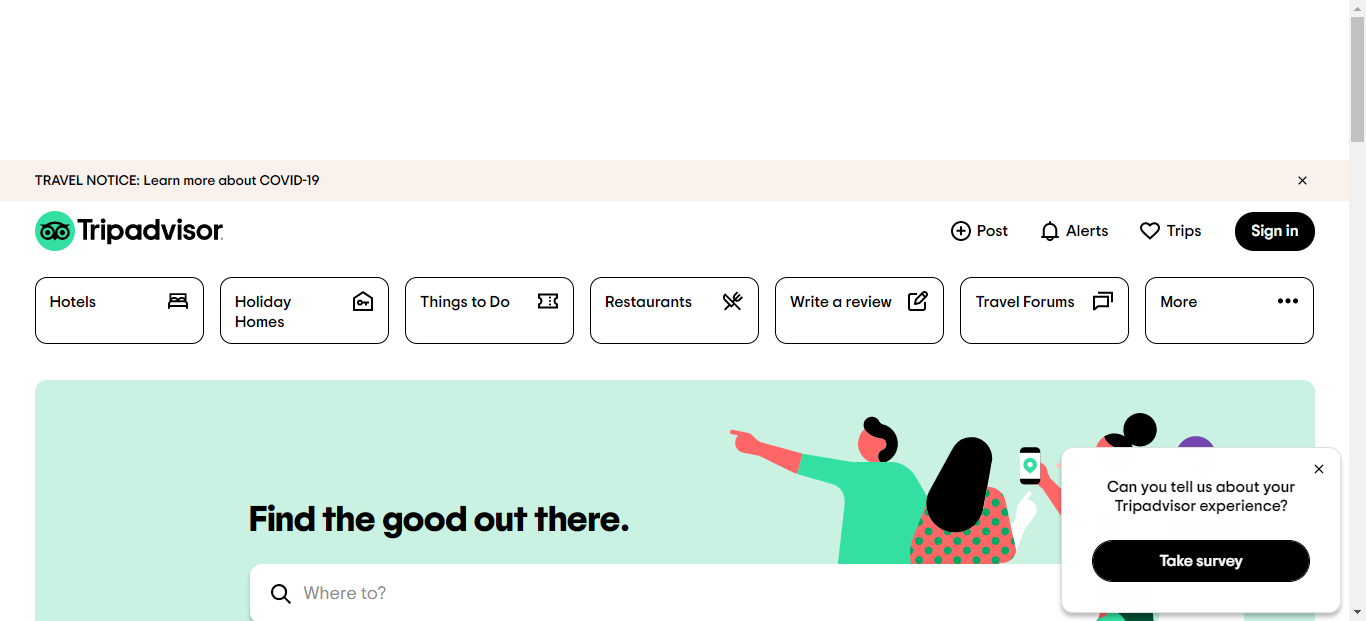 TRAVEL NOTICE: Learn more about COVID-19
Tripadvisor
Post
Alerts
Trips
Sign in
Hotels
Holiday
Homes
Things to Do
Restaurants
Write a review
Travel Forums
More
Find the good out there.
Where to?
Can you tell us about your
Tripadvisor experience?
Take survey